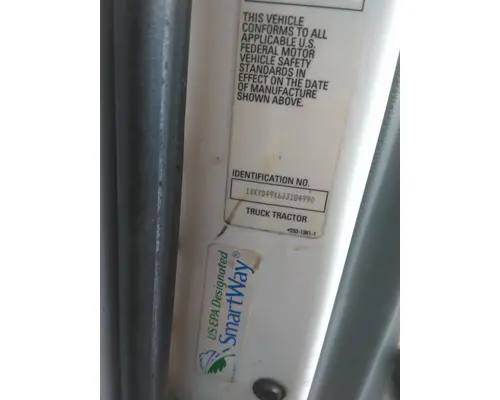 THIS VEHICLE
CONFORMS TO ALL
APPLICABLE U.S.
FEDERAL MOTOR
VEHICLE SAFETY
STANDARDS IN
EFFECT ON THE DATE
OF MANUFACTURE
SHOWN ABOVE.
IDENTIFICATION NO.
TRUCK TRACTOR
US EPA Designated
SmartWay®